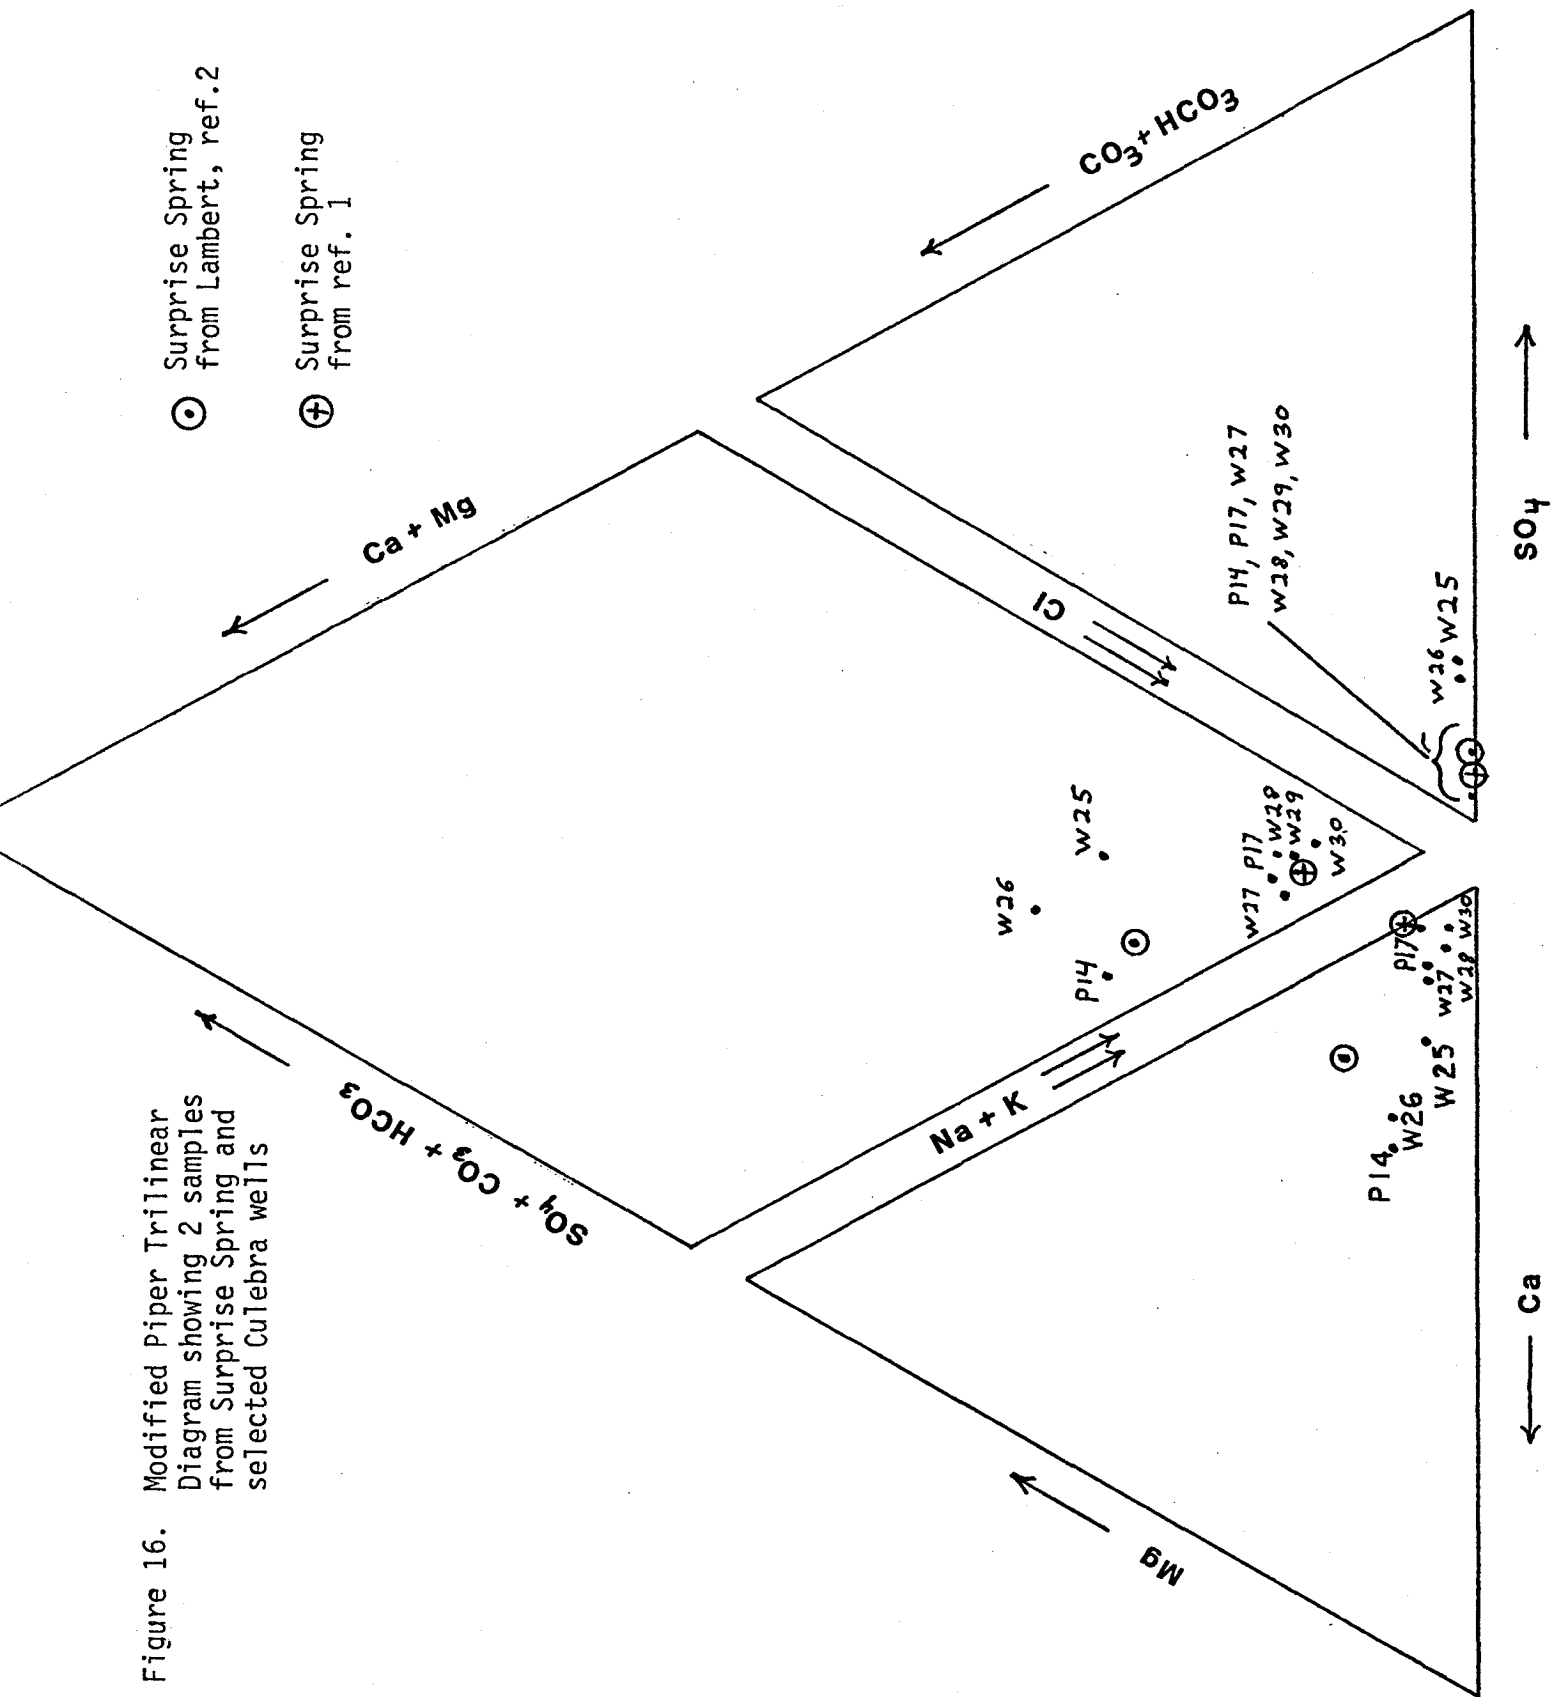 Figure 16. Modified Piper Trilinear
Diagram showing 2 samples
from Surprise Spring and
selected Culebra wells
Surprise Spring
from Lambert, ref.2
Surprise Spring
from ref. 1
SO4 + CO3 + HCO3
Ca + Mg
Na + K
Cl
W26
W25
P14
W27 P17
W28
W29
W30
Mg
CO3 + HCO3
P14
W26
W25
P17
W27
W28
W30
P14, P17, W27
W28, W29, W30
W26
W25
Ca
SO4